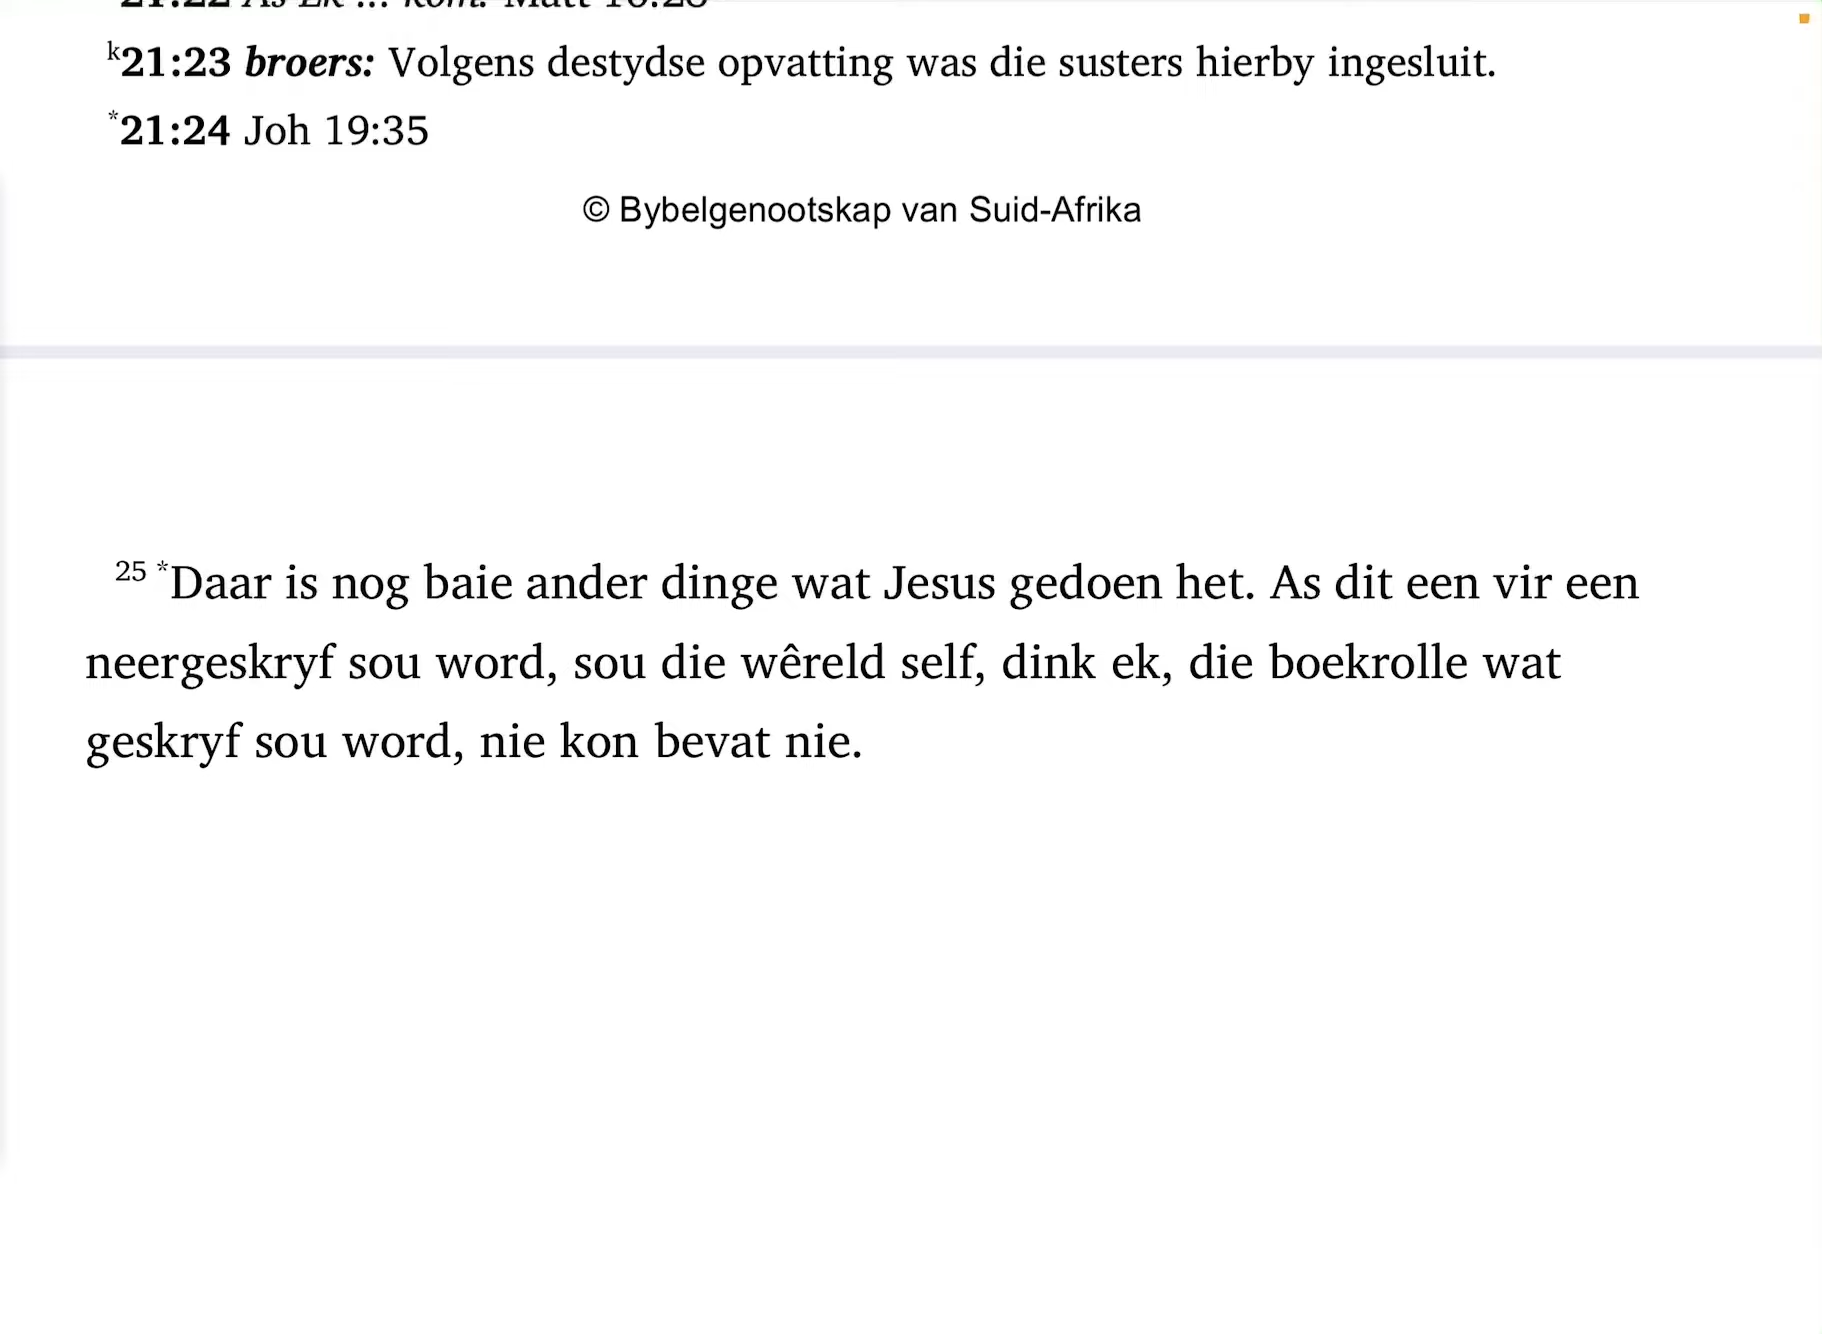 k21:23 broers: Volgens destydse opvatting was die susters hierby ingesluit.
*21:24 Joh 19:35
© Bybelgenootskap van Suid-Afrika
25 *Daar is nog baie ander dinge wat Jesus gedoen het. As dit een vir een
neergeskryf sou word, sou die wêreld self, dink ek, die boekrolle wat
geskryf sou word, nie kon bevat nie.